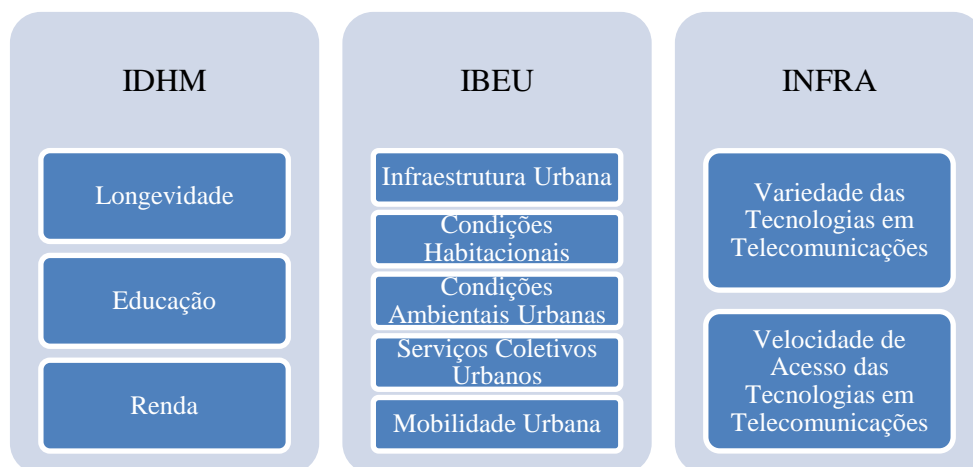 IDHM
Longevidade
Educação
Renda
IBEU
Infraestrutura Urbana
Condições
Habitacionais
Condições
Ambientais Urbanas
Serviços Coletivos
Urbanos
Mobilidade Urbana
INFRA
Variedade das
Tecnologias em
Telecomunicações
Velocidade de
Acesso das
Tecnologias em
Telecomunicações